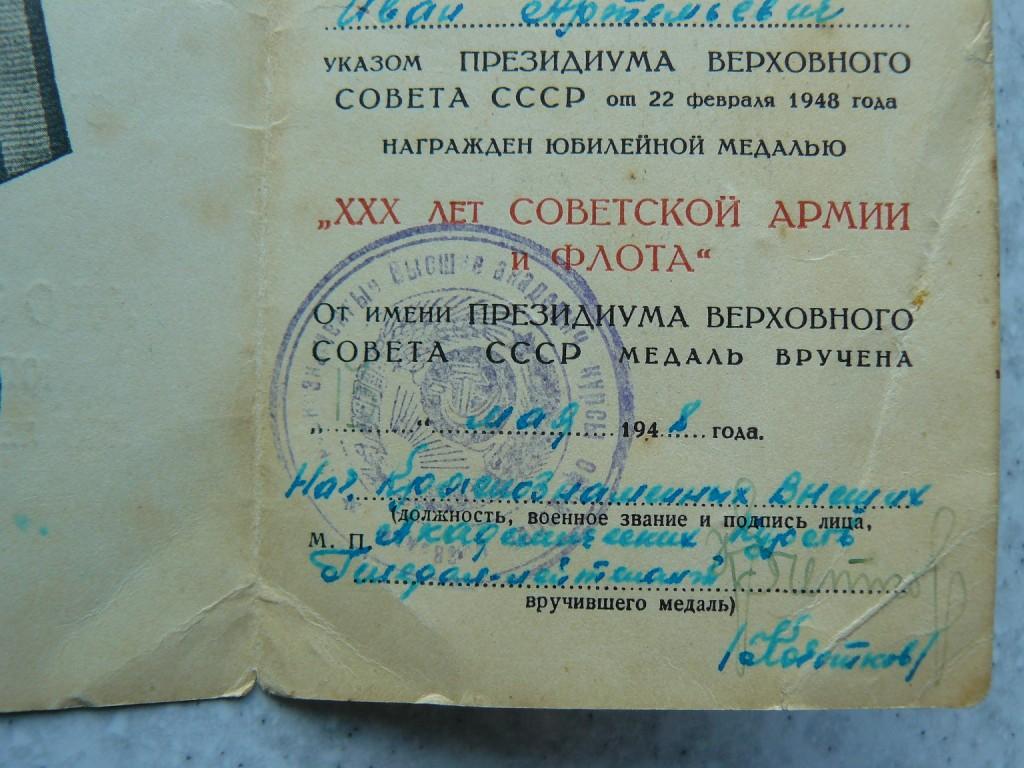 Иван Артемьевич
указом ПРЕЗИДИУМА ВЕРХОВНОГО
СОВЕТА СССР от 22 февраля 1948 года
НАГРАЖДЕН ЮБИЛЕЙНОЙ МЕДАЛЬЮ
„XXX ЛЕТ СОВЕТСКОЙ АРМИИ
И ФЛОТА“
От имени ПРЕЗИДИУМА ВЕРХОВНОГО
СОВЕТА СССР МЕДАЛЬ ВРУЧЕНА
„ “ мая 1948 года.
Нач. Краснознаменных Высших
(должность, военное звание и подпись лица,
М. П. Академических Курсов
Генерал-лейтенант
вручившего медаль)